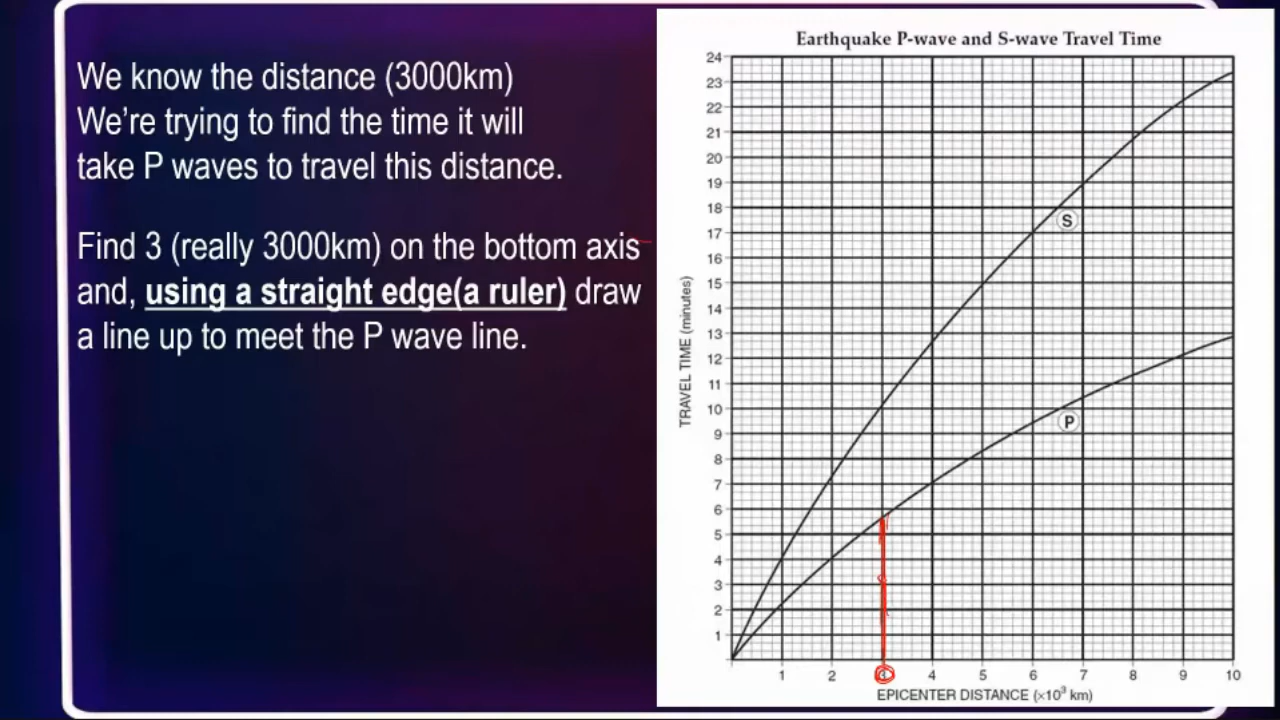 We know the distance (3000km)
We're trying to find the time it will
take P waves to travel this distance.
Find 3 (really 3000km) on the bottom axis
and, using a straight edge(a ruler) draw
a line up to meet the P wave line.
Earthquake P-wave and S-wave Travel Time
TRAVEL TIME (minutes)
24
23
22
21
20
19
18
17
16
15
14
13
12
11
10
9
8
7
6
5
4
3
2
1
S
P
1 2 3 4 5 6 7 8 9 10
EPICENTER DISTANCE (×10³ km)